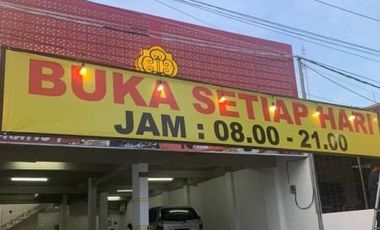 BUKA SETIAP HARI
JAM : 08.00 - 21.00